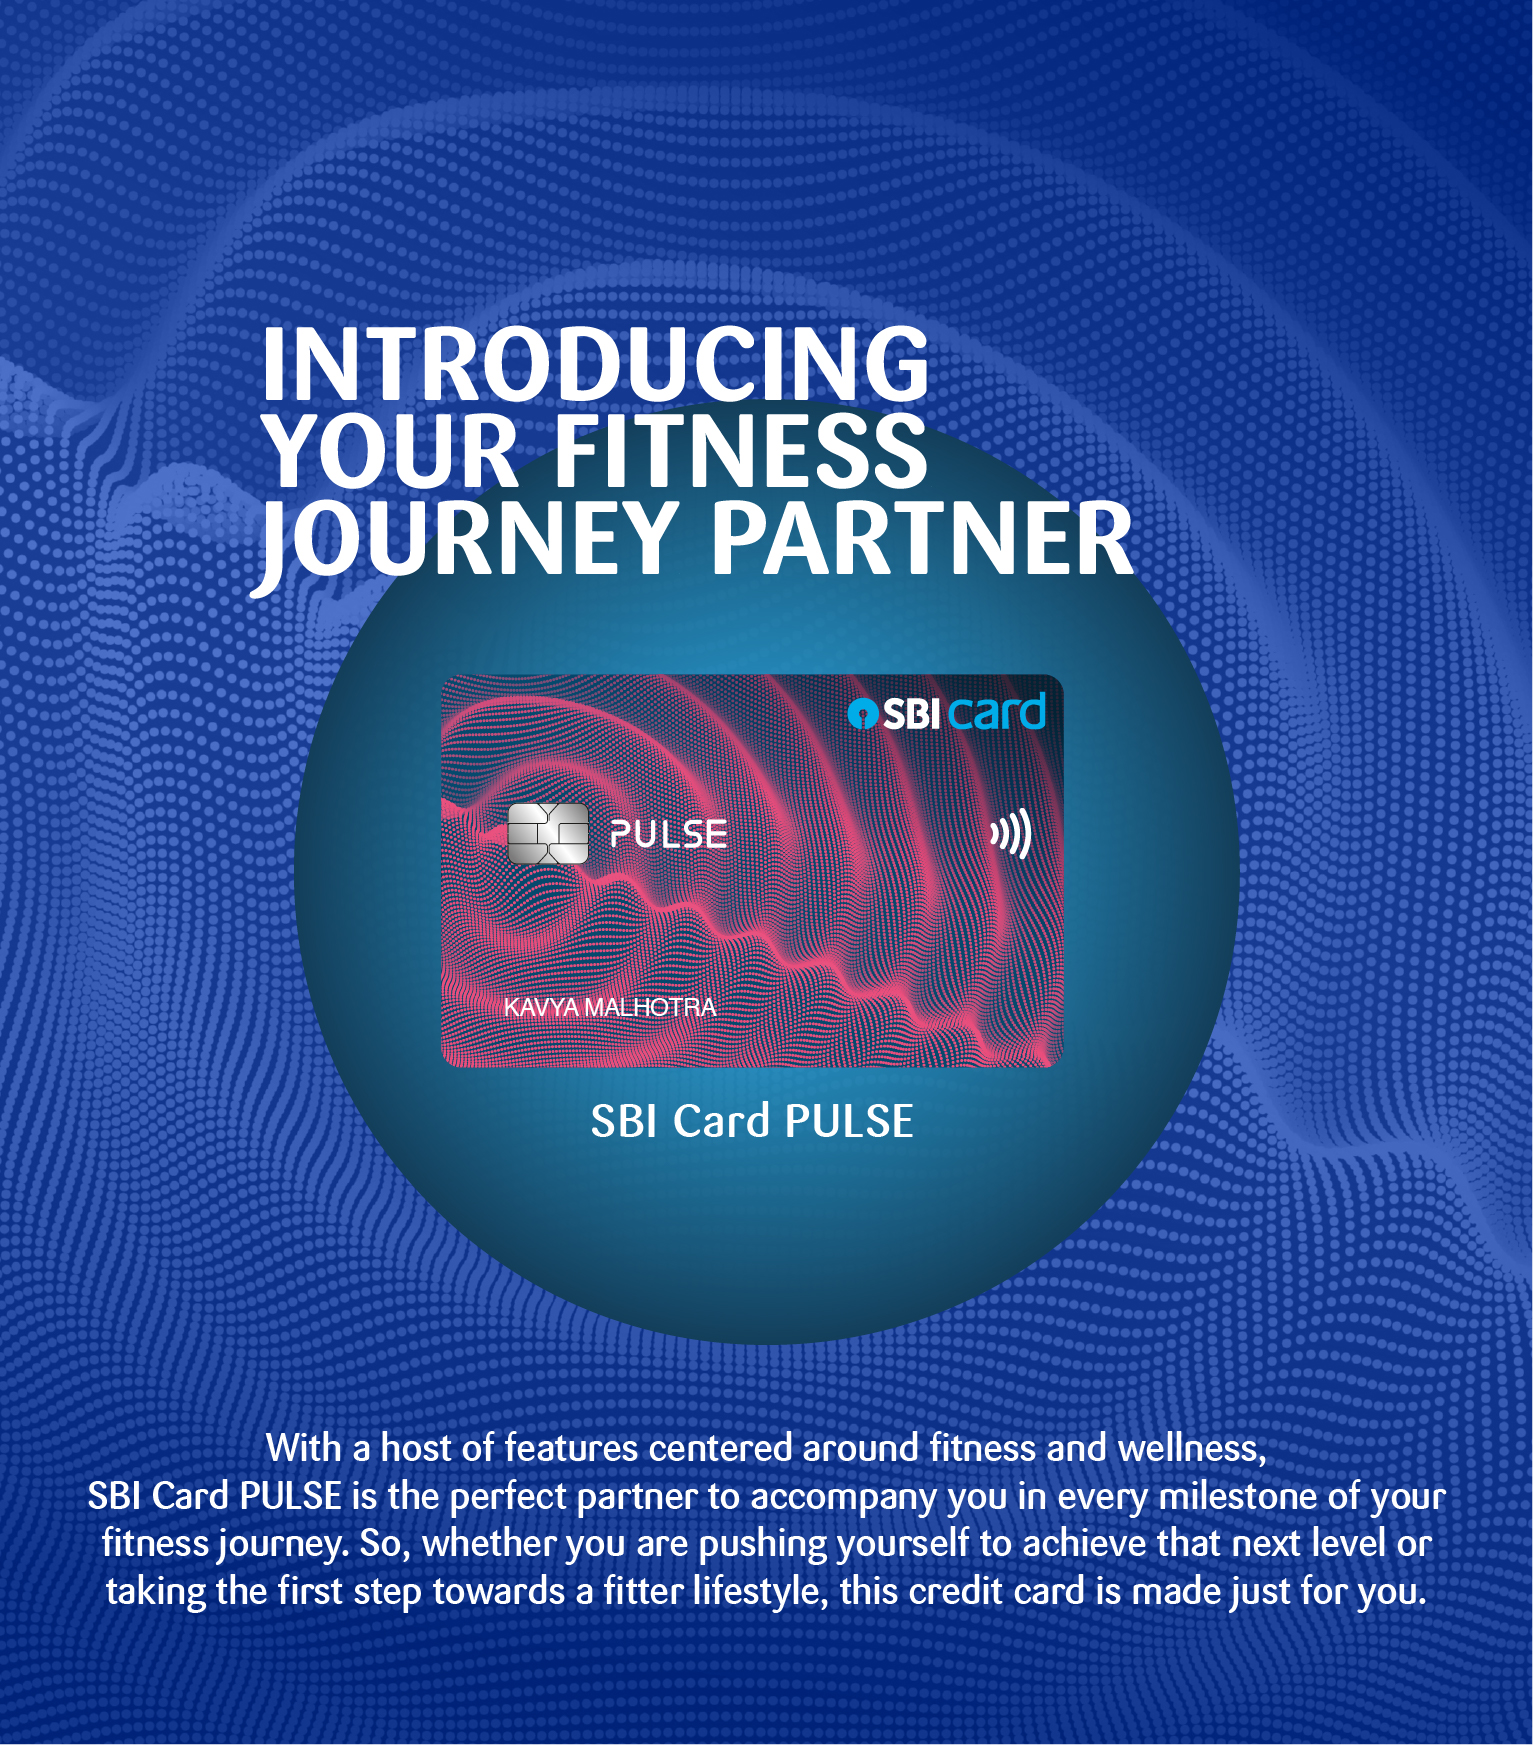 INTRODUCING
YOUR FITNESS
JOURNEY PARTNER
SBI card
PULSE
KAVYA MALHOTRA
SBI Card PULSE
With a host of features centered around fitness and wellness,
SBI Card PULSE is the perfect partner to accompany you in every milestone of your
fitness journey. So, whether you are pushing yourself to achieve that next level or
taking the first step towards a fitter lifestyle, this credit card is made just for you.